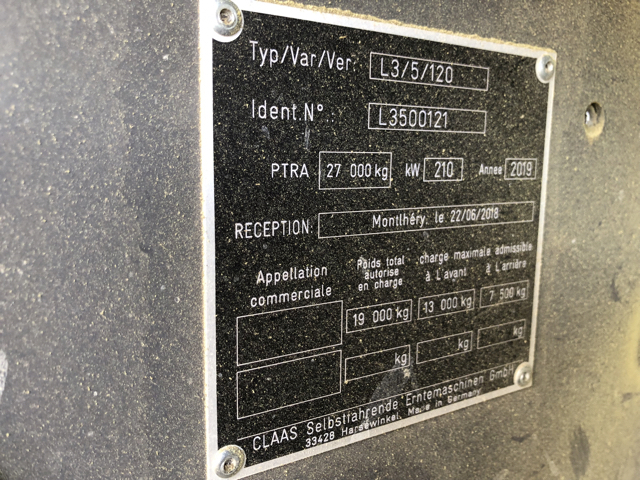 Typ/Var/Ver: L3/5/120
Ident.N° L3500121
PTRA 27 000 kg kW 210 Annee 2019
RECEPTION: Montlhéry, le 22/06/2018
Appellation commerciale
Poids total autorise en charge
charge maximale admissible
à L'avant à L'arrière
19 000 kg 13 000 kg 7 500 kg
kg kg kg
CLAAS Selbstfahrende Erntemaschinen GmbH
33428 Harsewinkel, Made in Germany